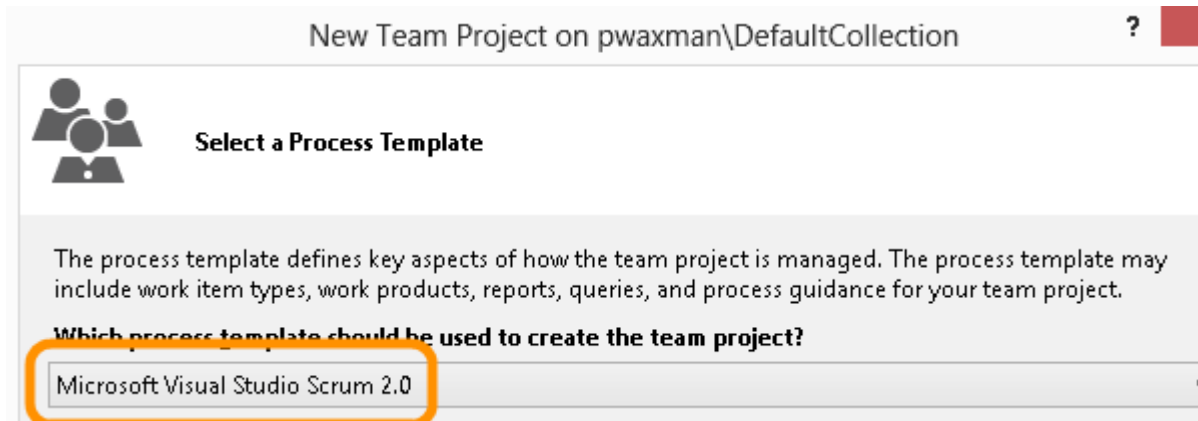 New Team Project on pwaxman\DefaultCollection
?
Select a Process Template
The process template defines key aspects of how the team project is managed. The process template may
include work item types, work products, reports, queries, and process guidance for your team project.
Which process template should be used to create the team project?
Microsoft Visual Studio Scrum 2.0